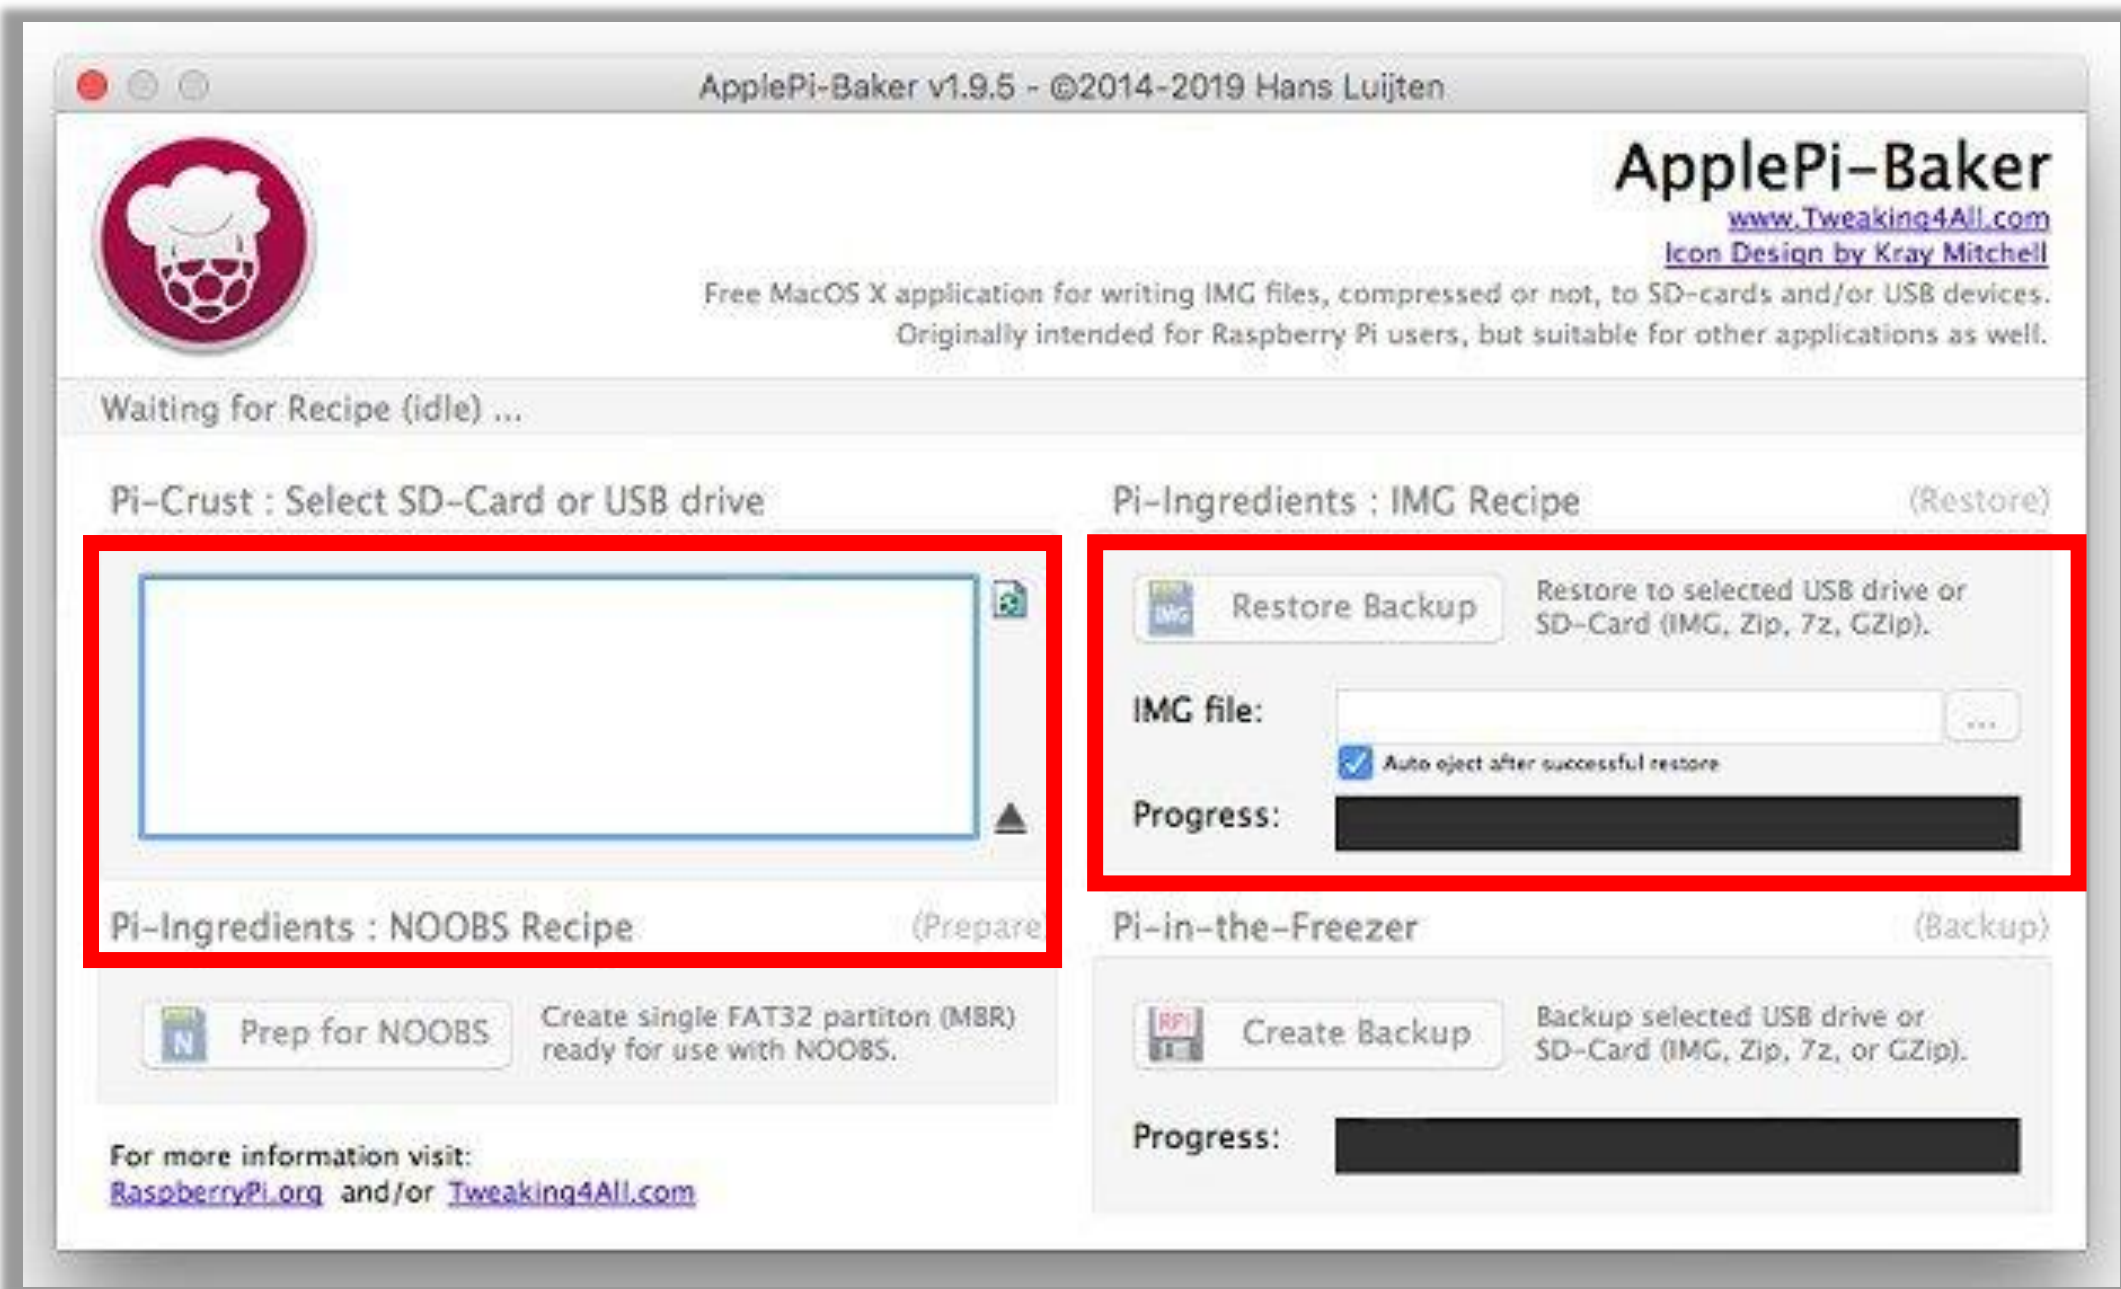 ApplePi-Baker v1.9.5 - ©2014-2019 Hans Luijten
ApplePi-Baker
www.Tweaking4All.com
Icon Design by Kray Mitchell
Free MacOS X application for writing IMG files, compressed or not, to SD-cards and/or USB devices.
Originally intended for Raspberry Pi users, but suitable for other applications as well.
Waiting for Recipe (idle) ...
Pi-Crust : Select SD-Card or USB drive
Pi-Ingredients : NOOBS Recipe (Prepare)
N Prep for NOOBS
Create single FAT32 partiton (MBR)
ready for use with NOOBS.
For more information visit:
RaspberryPi.org and/or Tweaking4All.com
Pi-Ingredients : IMG Recipe (Restore)
IMG Restore Backup
Restore to selected USB drive or
SD-Card (IMG, Zip, 7z, GZip).
IMG file: ...
Auto eject after successful restore
Progress:
Pi-in-the-Freezer (Backup)
RPi Create Backup
Backup selected USB drive or
SD-Card (IMG, Zip, 7z, or GZip).
Progress: